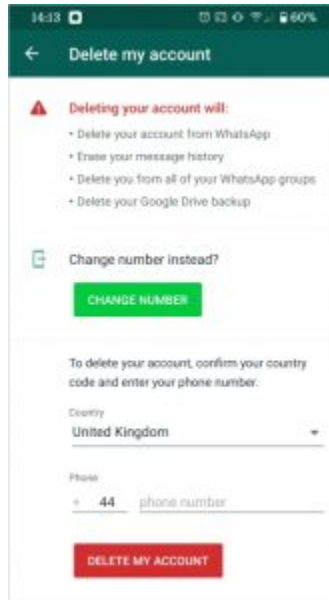 14:13 60%
Delete my account
Deleting your account will:
• Delete your account from WhatsApp
• Erase your message history
• Delete you from all of your WhatsApp groups
• Delete your Google Drive backup
Change number instead?
CHANGE NUMBER
To delete your account, confirm your country
code and enter your phone number.
Country
United Kingdom
Phone
+ 44 phone number
DELETE MY ACCOUNT